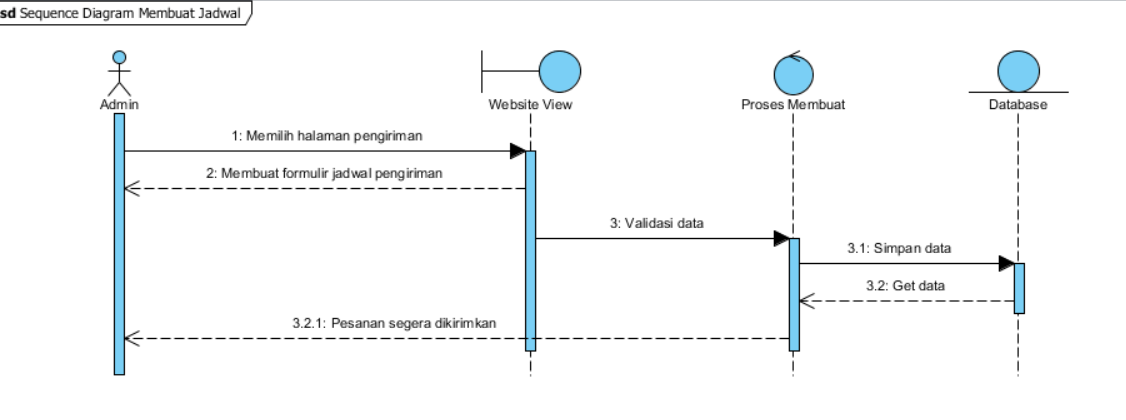 sd Sequence Diagram Membuat Jadwal
Admin
Website View
Proses Membuat
Database
1: Memilih halaman pengiriman
2: Membuat formulir jadwal pengiriman
3: Validasi data
3.1: Simpan data
3.2: Get data
3.2.1: Pesanan segera dikirimkan